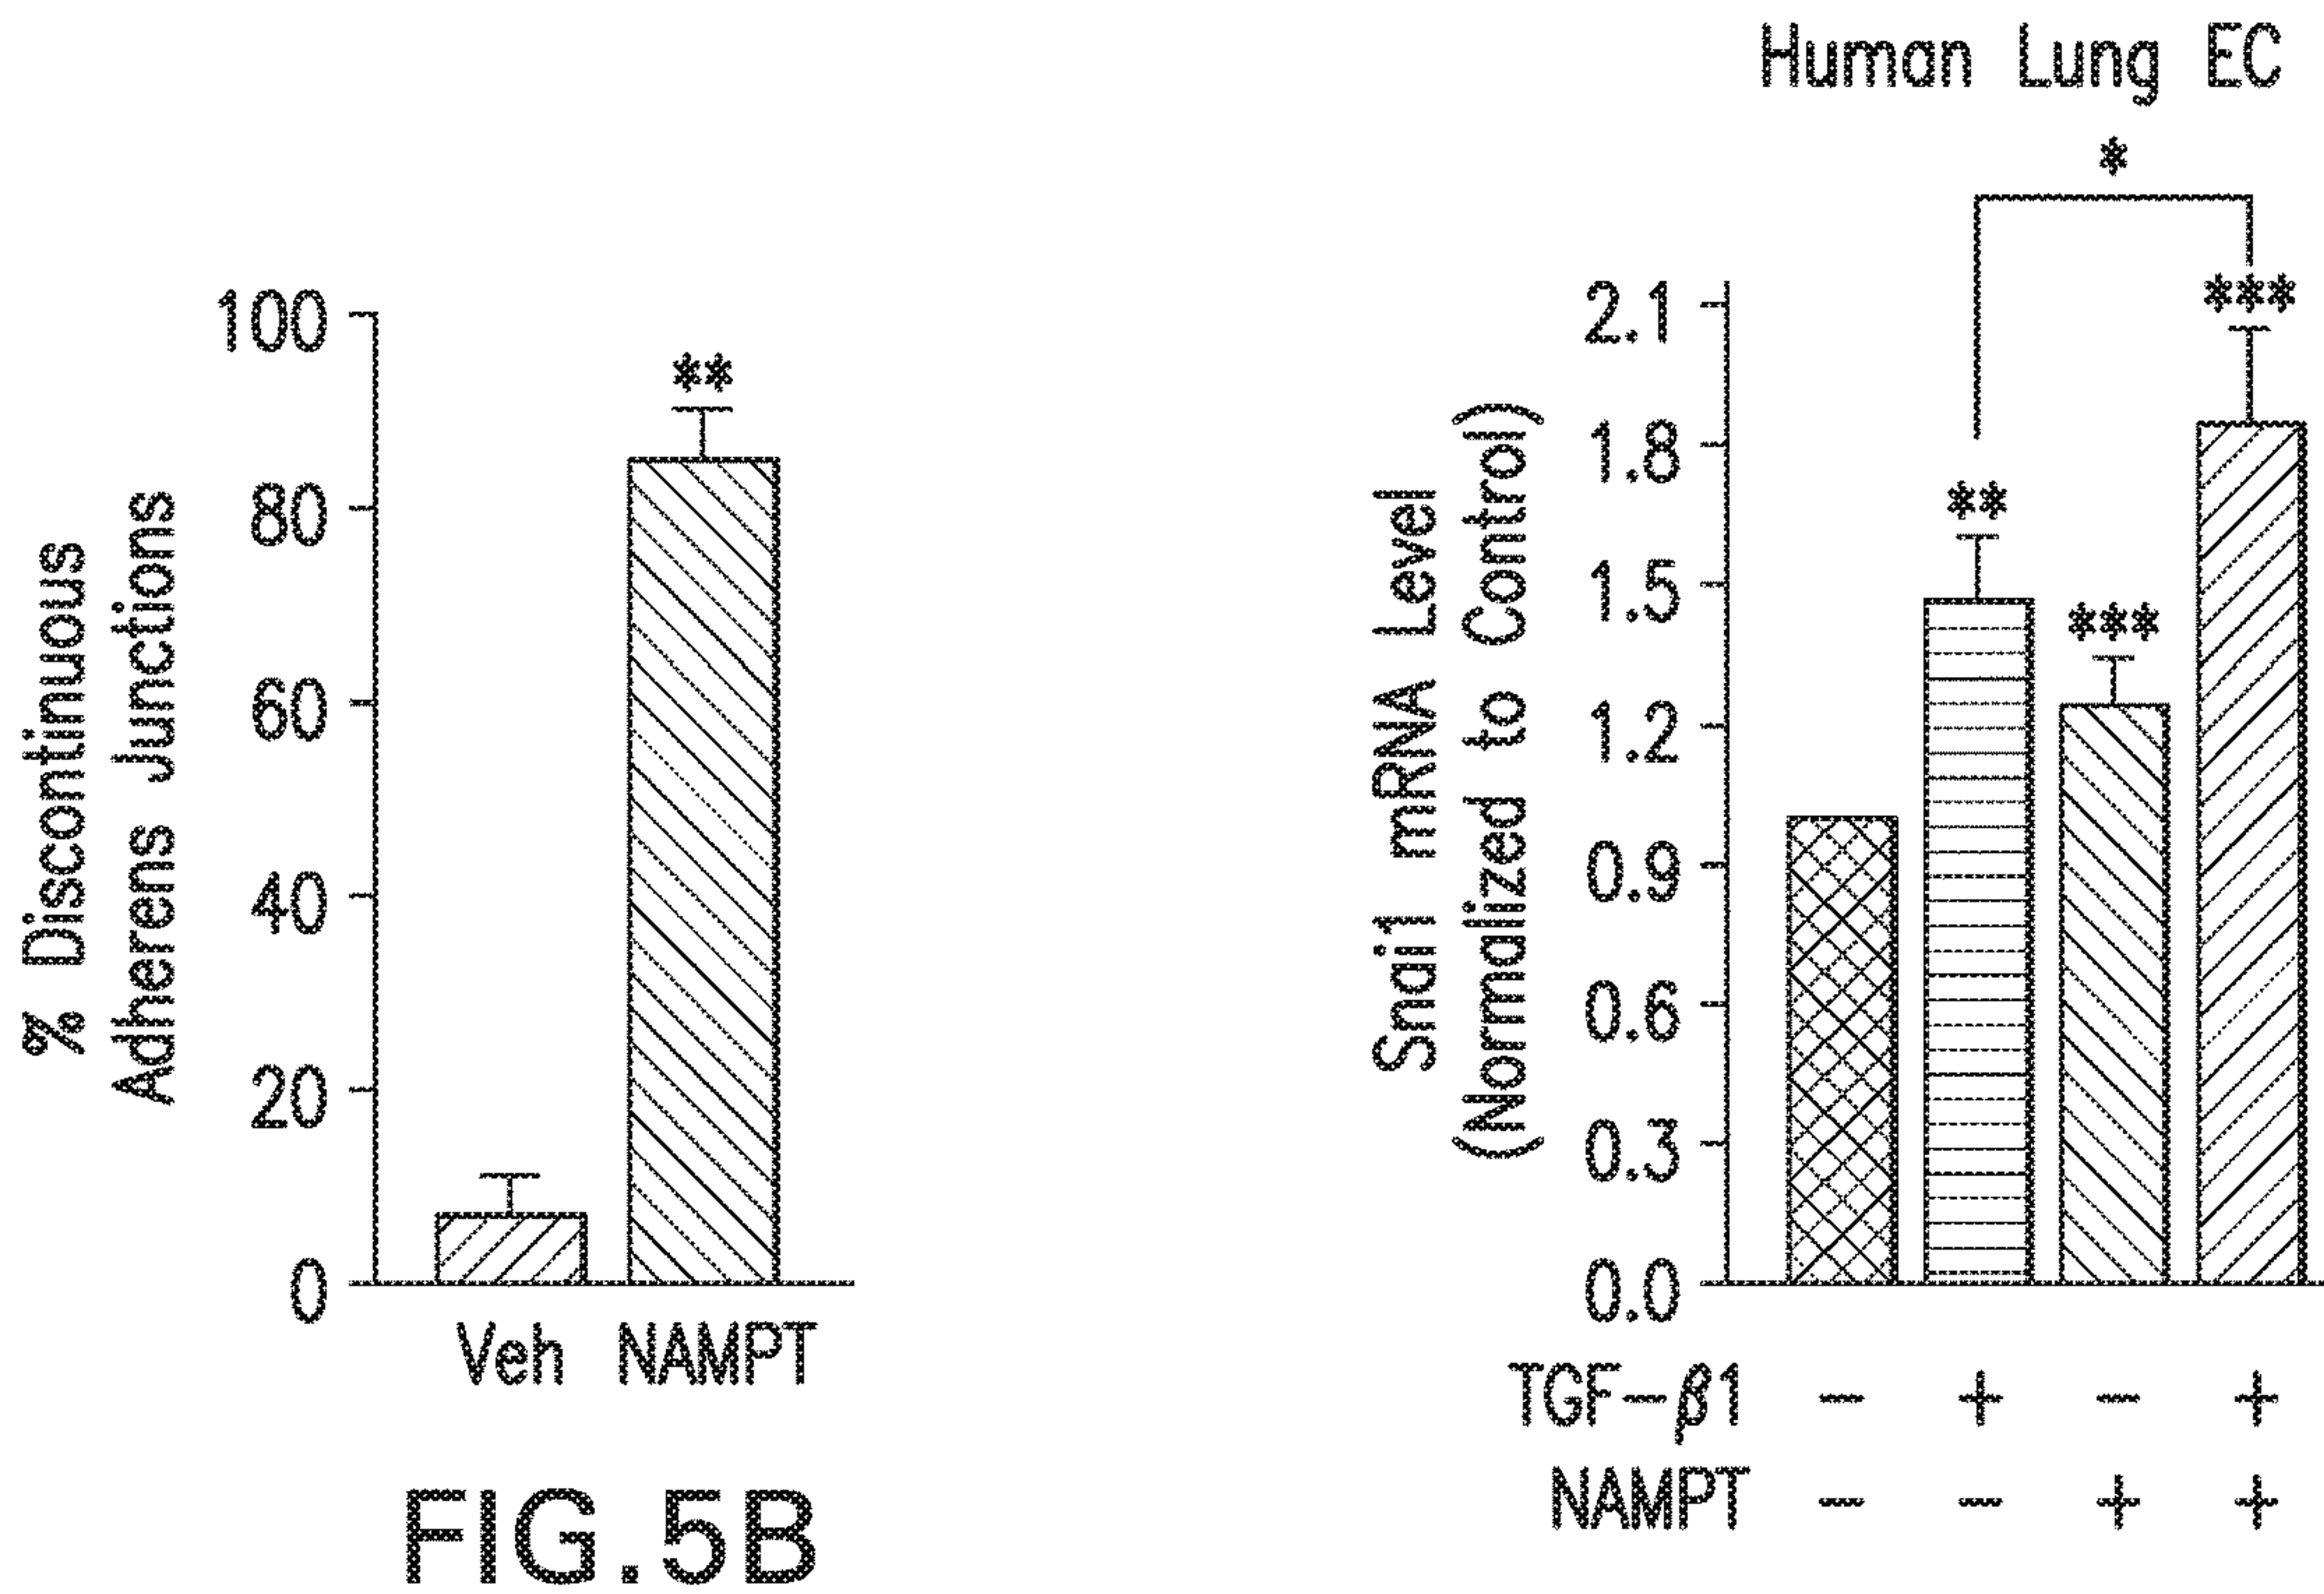 % Discontinuous
Adherens Junctions
100
80
60
40
20
0
**
Veh NAMPT
FIG.5B
Human Lung EC
*
Snai1 mRNA Level
(Normalized to Control)
2.1
1.8
1.5
1.2
0.9
0.6
0.3
0.0
**
***
***
TGF-β1 - + - +
NAMPT - - + +